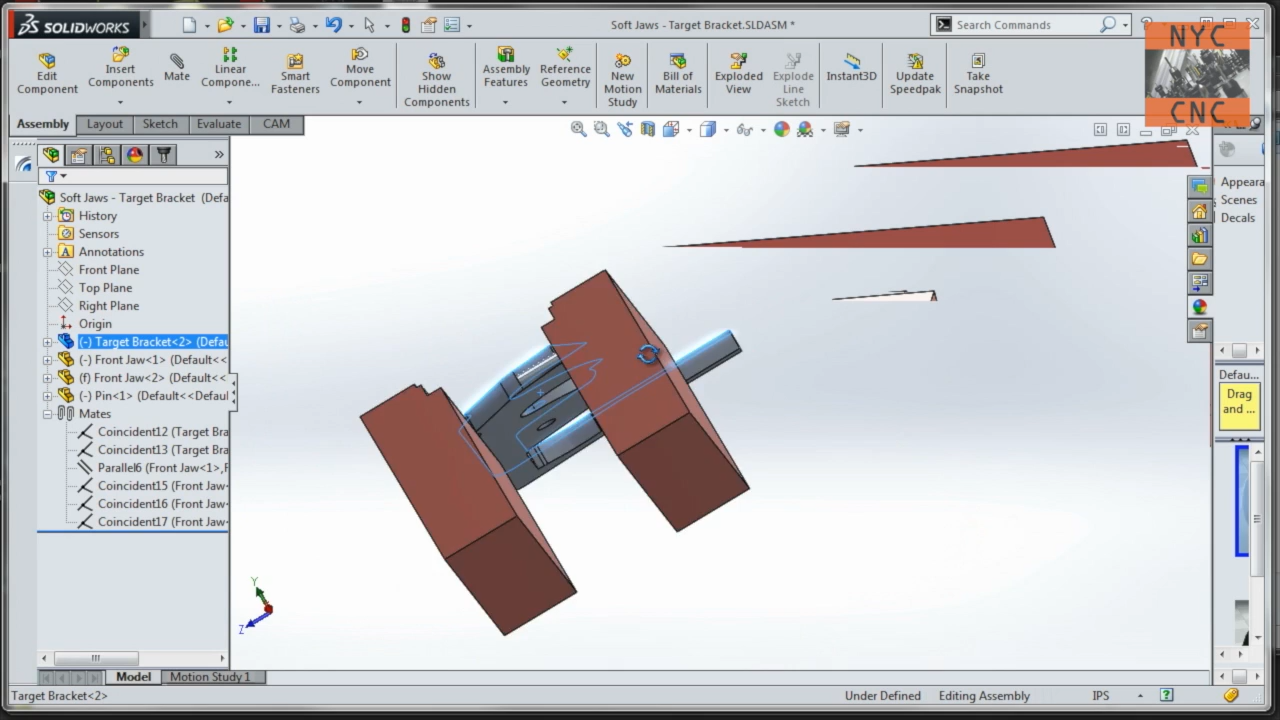 SOLIDWORKS
Soft Jaws - Target Bracket.SLDASM *
Search Commands
NYC
CNC
Edit Component
Insert Components
Mate
Linear Compone...
Smart Fasteners
Move Component
Show Hidden Components
Assembly Features
Reference Geometry
New Motion Study
Bill of Materials
Exploded View
Explode Line Sketch
Instant3D
Update Speedpak
Take Snapshot
Assembly
Layout
Sketch
Evaluate
CAM
Soft Jaws - Target Bracket (Defa
History
Sensors
Annotations
Front Plane
Top Plane
Right Plane
Origin
(-) Target Bracket<2> (Defau
(-) Front Jaw<1> (Default<<
(f) Front Jaw<2> (Default<<
(-) Pin<1> (Default<<Defaul
Mates
Coincident12 (Target Bra
Coincident13 (Target Bra
Parallel6 (Front Jaw<1>,F
Coincident15 (Front Jaw
Coincident16 (Front Jaw
Coincident17 (Front Jaw
Appeara
Scenes
Decals
Defau...
Drag
and ...
Y
Z
Model
Motion Study 1
Target Bracket<2>
Under Defined
Editing Assembly
IPS